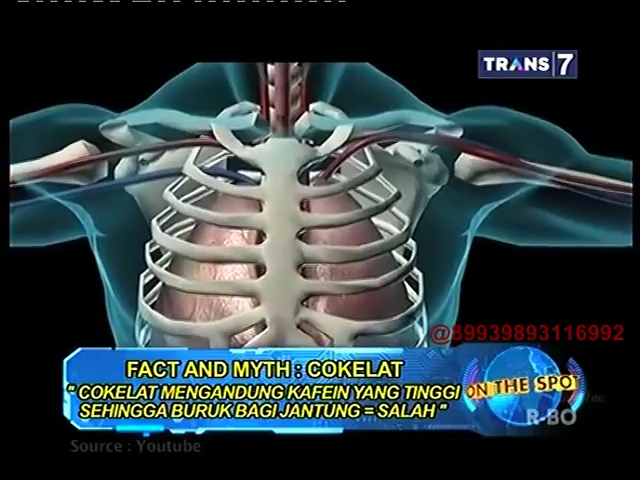 TRANS 7
@89939893116992
FACT AND MYTH : COKELAT
" COKELAT MENGANDUNG KAFEIN YANG TINGGI
SEHINGGA BURUK BAGI JANTUNG = SALAH "
ON THE SPOT
R-BO
Source : Youtube